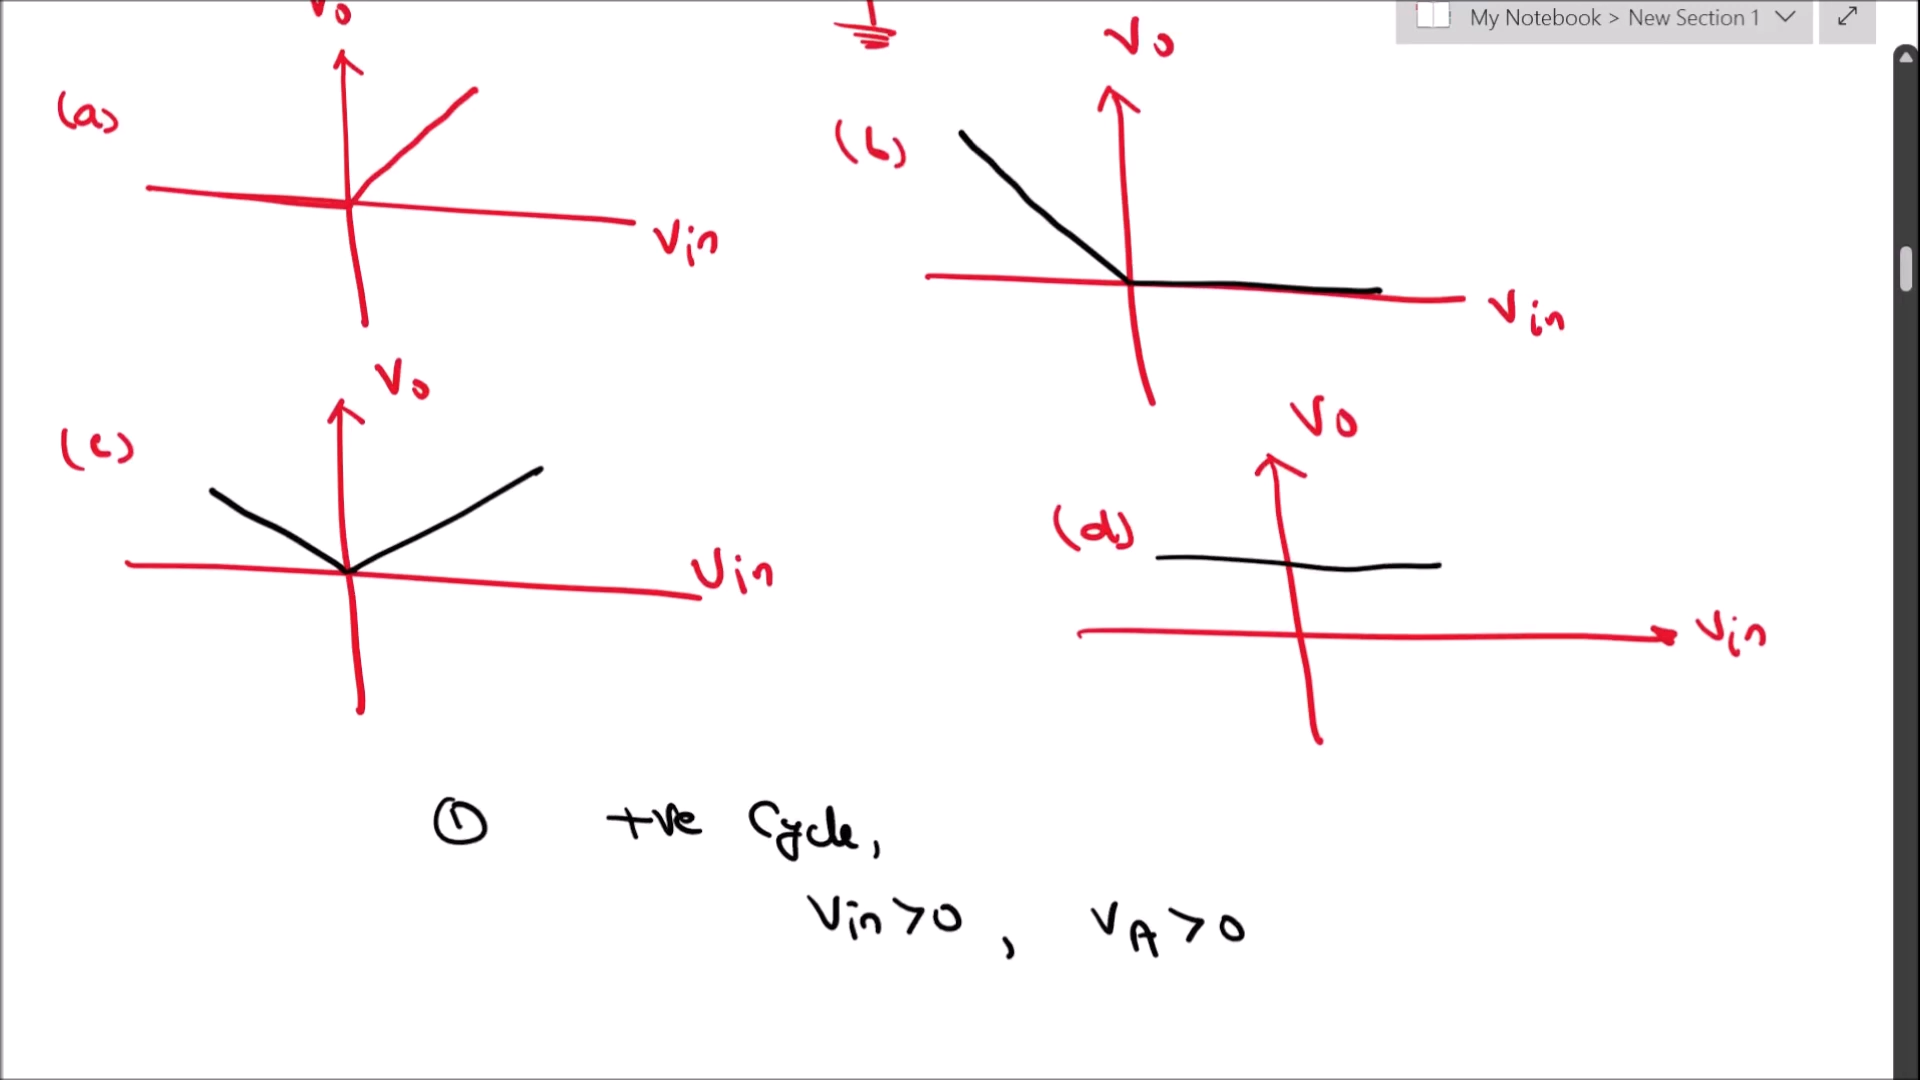 My Notebook > New Section 1
Vo
Vo
(a)
(b)
Vin
Vin
Vo
Vo
(c)
(d)
Vin
Vin
① +ve Cycle,
Vin>0, VA>0